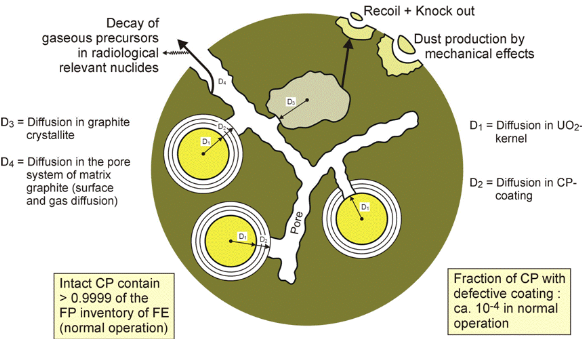 Decay of
gaseous precursors
in radiological
relevant nuclides
Recoil + Knock out
Dust production by
mechanical effects
D4
D3
D3 = Diffusion in graphite
crystallite
D4 = Diffusion in the pore
system of matrix
graphite (surface
and gas diffusion)
D1 = Diffusion in UO2-
kernel
D2 = Diffusion in CP-
coating
D1
D2
D1
D2
D1
Pore
Intact CP contain
> 0.9999 of the
FP inventory of FE
(normal operation)
Fraction of CP with
defective coating :
ca. 10-4 in normal
operation